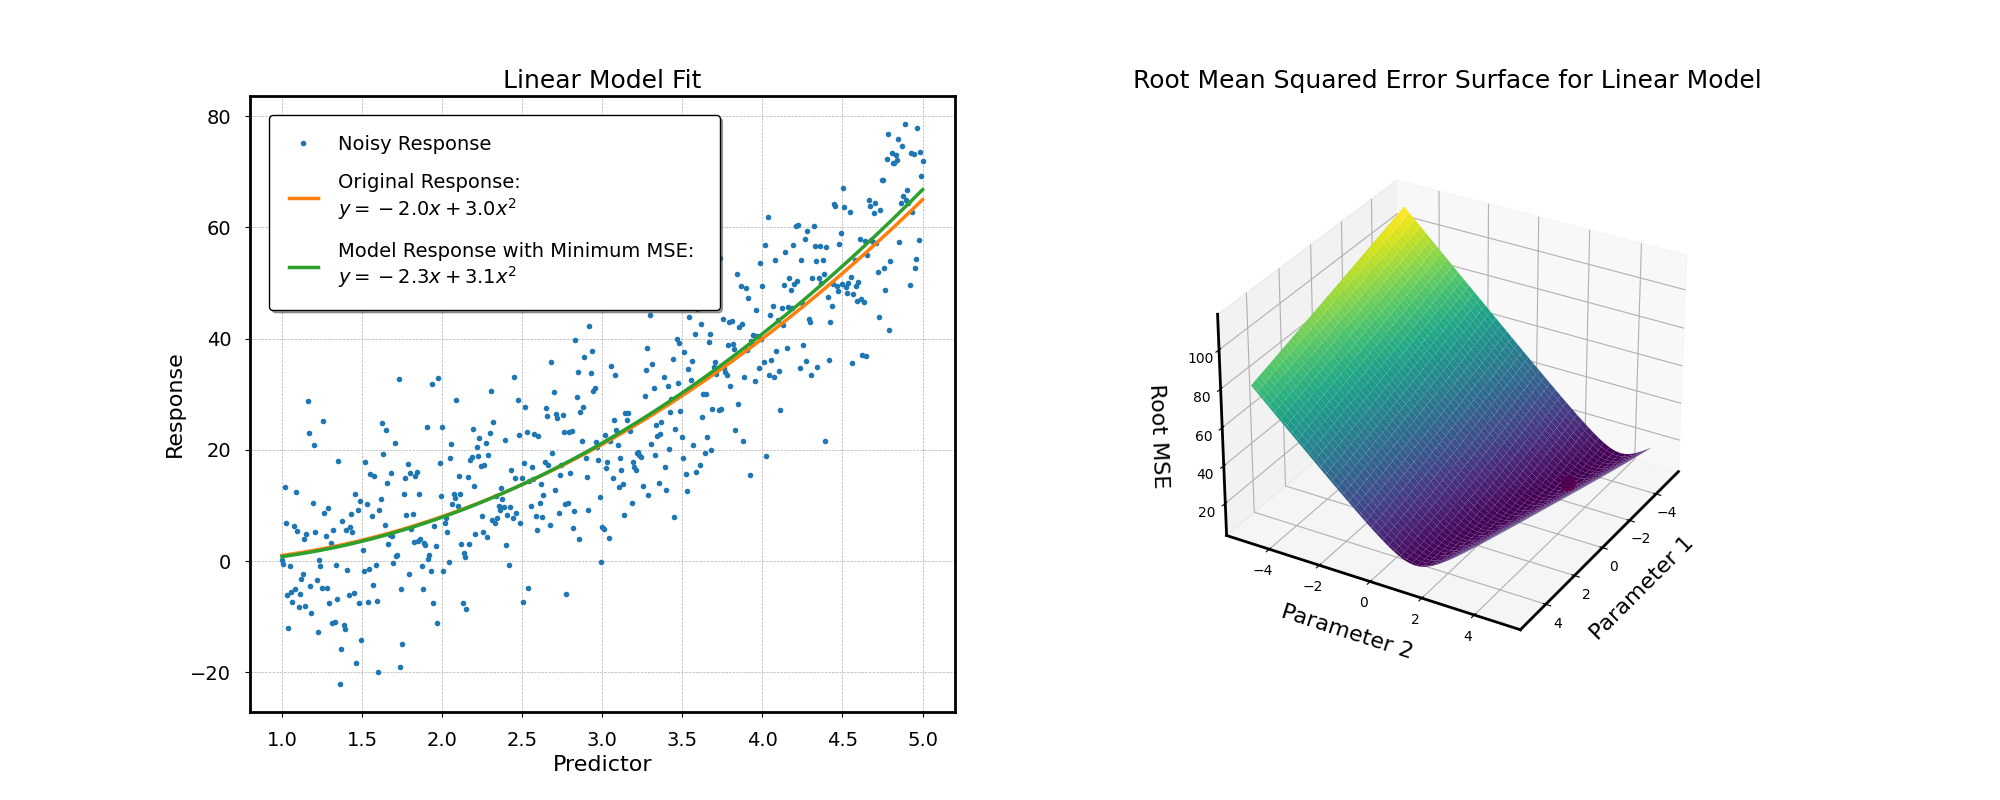 Linear Model Fit
80
60
40
20
0
−20
Response
Noisy Response
Original Response:
y = −2.0x + 3.0x²
Model Response with Minimum MSE:
y = −2.3x + 3.1x²
1.0 1.5 2.0 2.5 3.0 3.5 4.0 4.5 5.0
Predictor
Root Mean Squared Error Surface for Linear Model
100
80
60
40
20
Root MSE
−4 −2 0 2 4
Parameter 2
−4
−2
0
2
4
Parameter 1